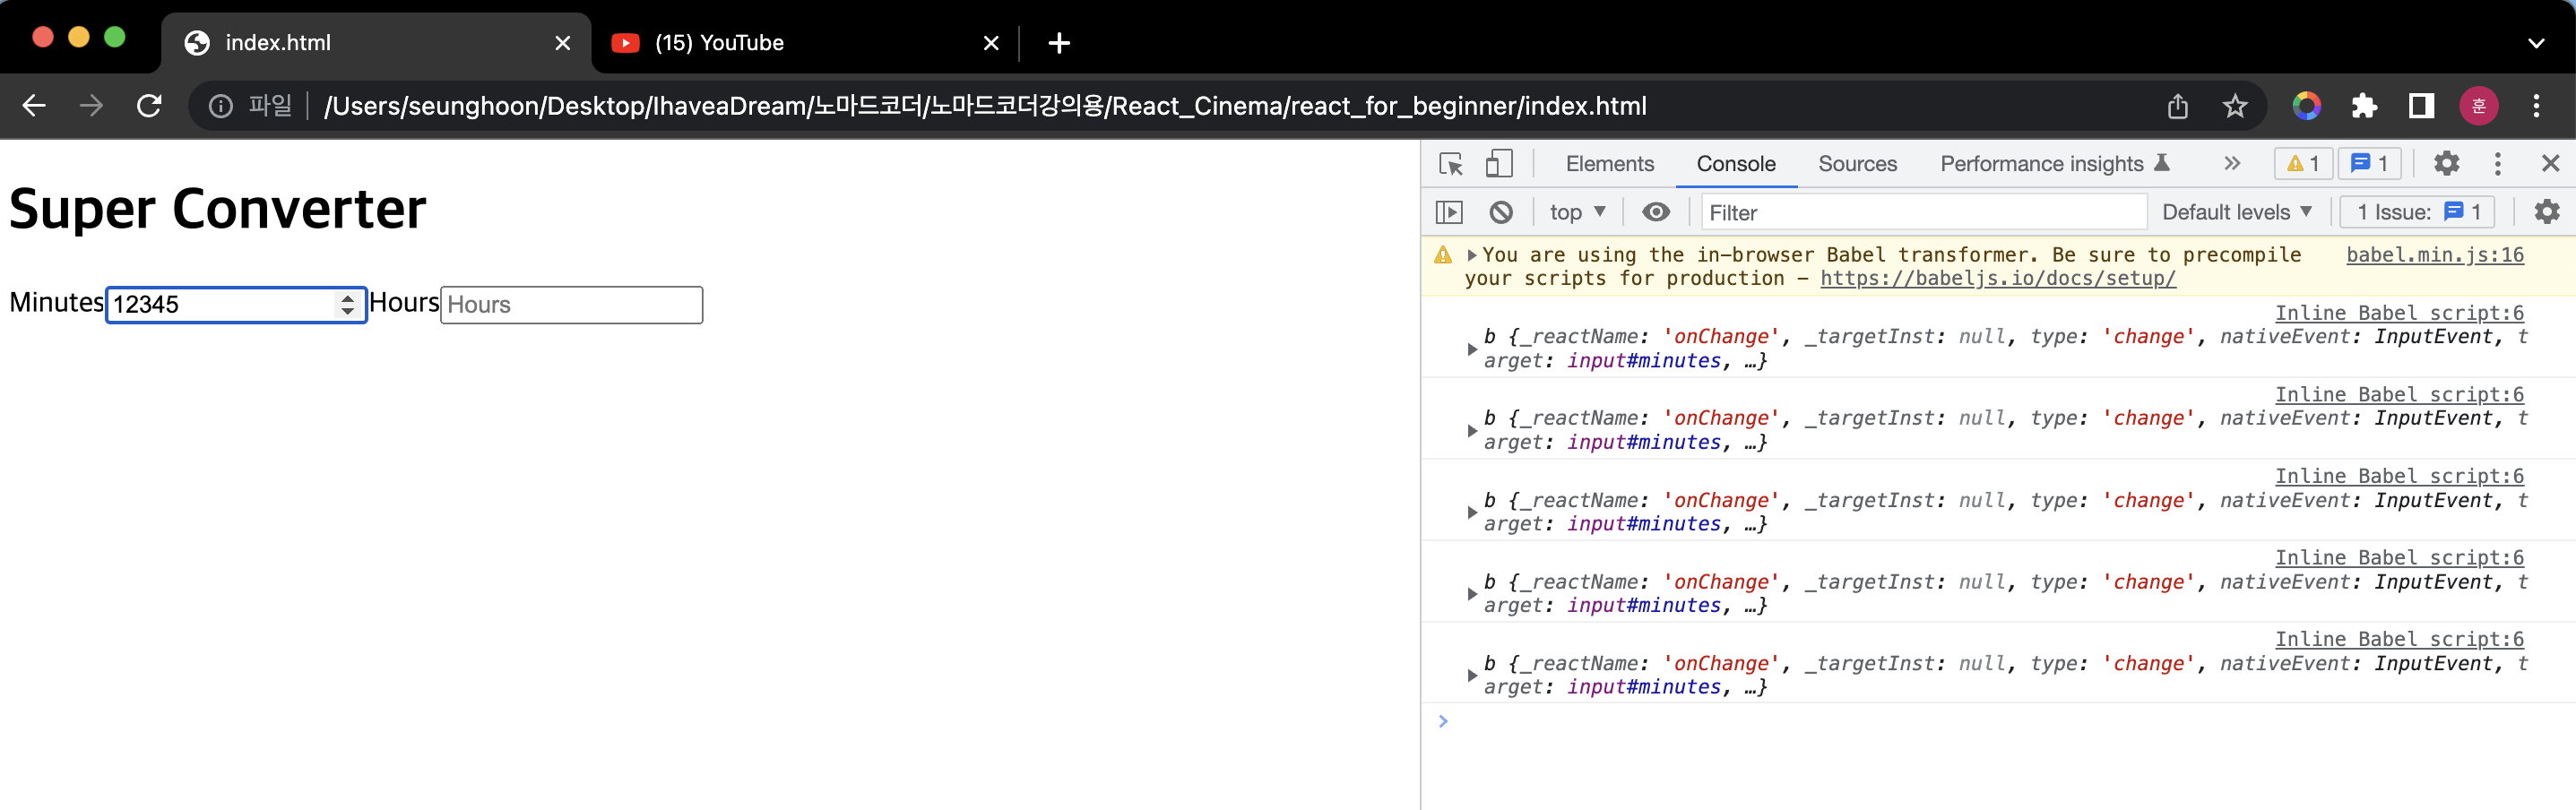 index.html
(15) YouTube
파일 /Users/seunghoon/Desktop/IhaveaDream/노마드코더/노마드코더강의용/React_Cinema/react_for_beginner/index.html
훈
Super Converter
Minutes 12345 Hours Hours
Elements Console Sources Performance insights 1 1
top Filter Default levels 1 Issue: 1
You are using the in-browser Babel transformer. Be sure to precompile babel.min.js:16
your scripts for production – https://babeljs.io/docs/setup/
Inline Babel script:6
b {_reactName: 'onChange', _targetInst: null, type: 'change', nativeEvent: InputEvent, t
arget: input#minutes, …}
Inline Babel script:6
b {_reactName: 'onChange', _targetInst: null, type: 'change', nativeEvent: InputEvent, t
arget: input#minutes, …}
Inline Babel script:6
b {_reactName: 'onChange', _targetInst: null, type: 'change', nativeEvent: InputEvent, t
arget: input#minutes, …}
Inline Babel script:6
b {_reactName: 'onChange', _targetInst: null, type: 'change', nativeEvent: InputEvent, t
arget: input#minutes, …}
Inline Babel script:6
b {_reactName: 'onChange', _targetInst: null, type: 'change', nativeEvent: InputEvent, t
arget: input#minutes, …}